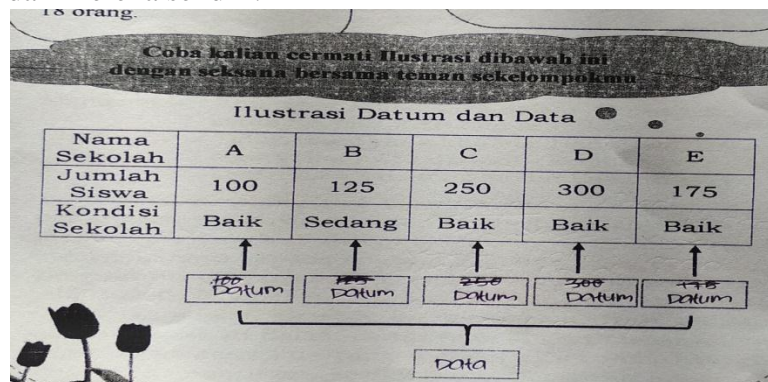 18 orang.
Coba kalian cermati Ilustrasi dibawah ini
dengan seksana bersama teman sekelompokmu
Ilustrasi Datum dan Data
Nama Sekolah A B C D E
Jumlah Siswa 100 125 250 300 175
Kondisi Sekolah Baik Sedang Baik Baik Baik
100 125 250 300 175
Datum Datum Datum Datum Datum
Data